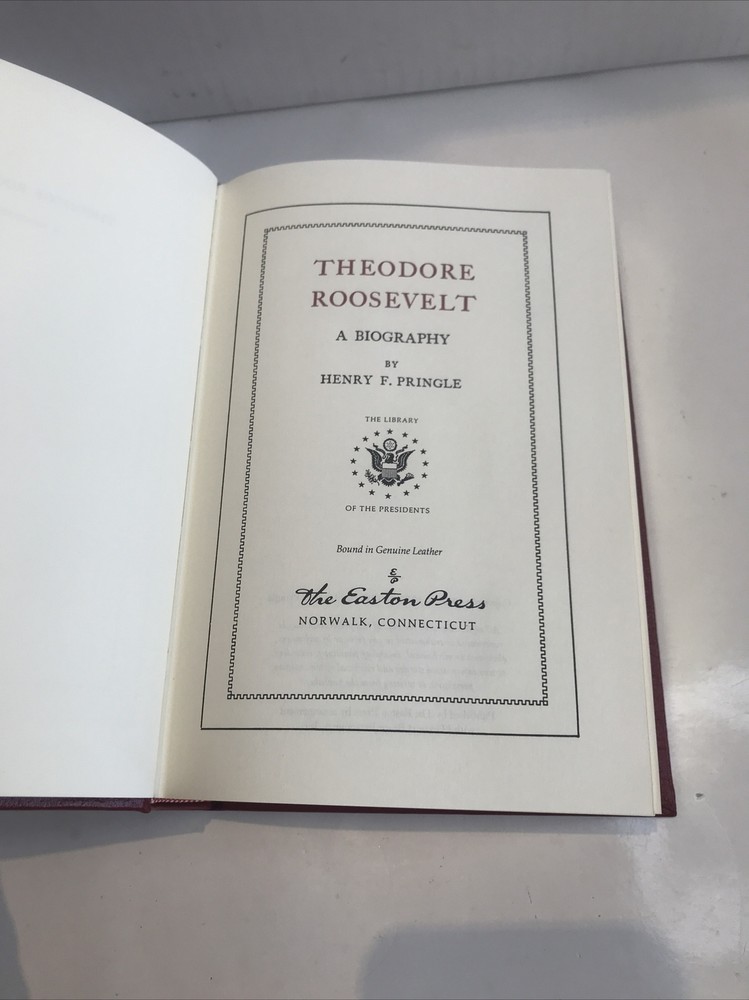 THEODORE
ROOSEVELT
A BIOGRAPHY
BY
HENRY F. PRINGLE
THE LIBRARY
OF THE PRESIDENTS
Bound in Genuine Leather
E/P
The Easton Press
NORWALK, CONNECTICUT